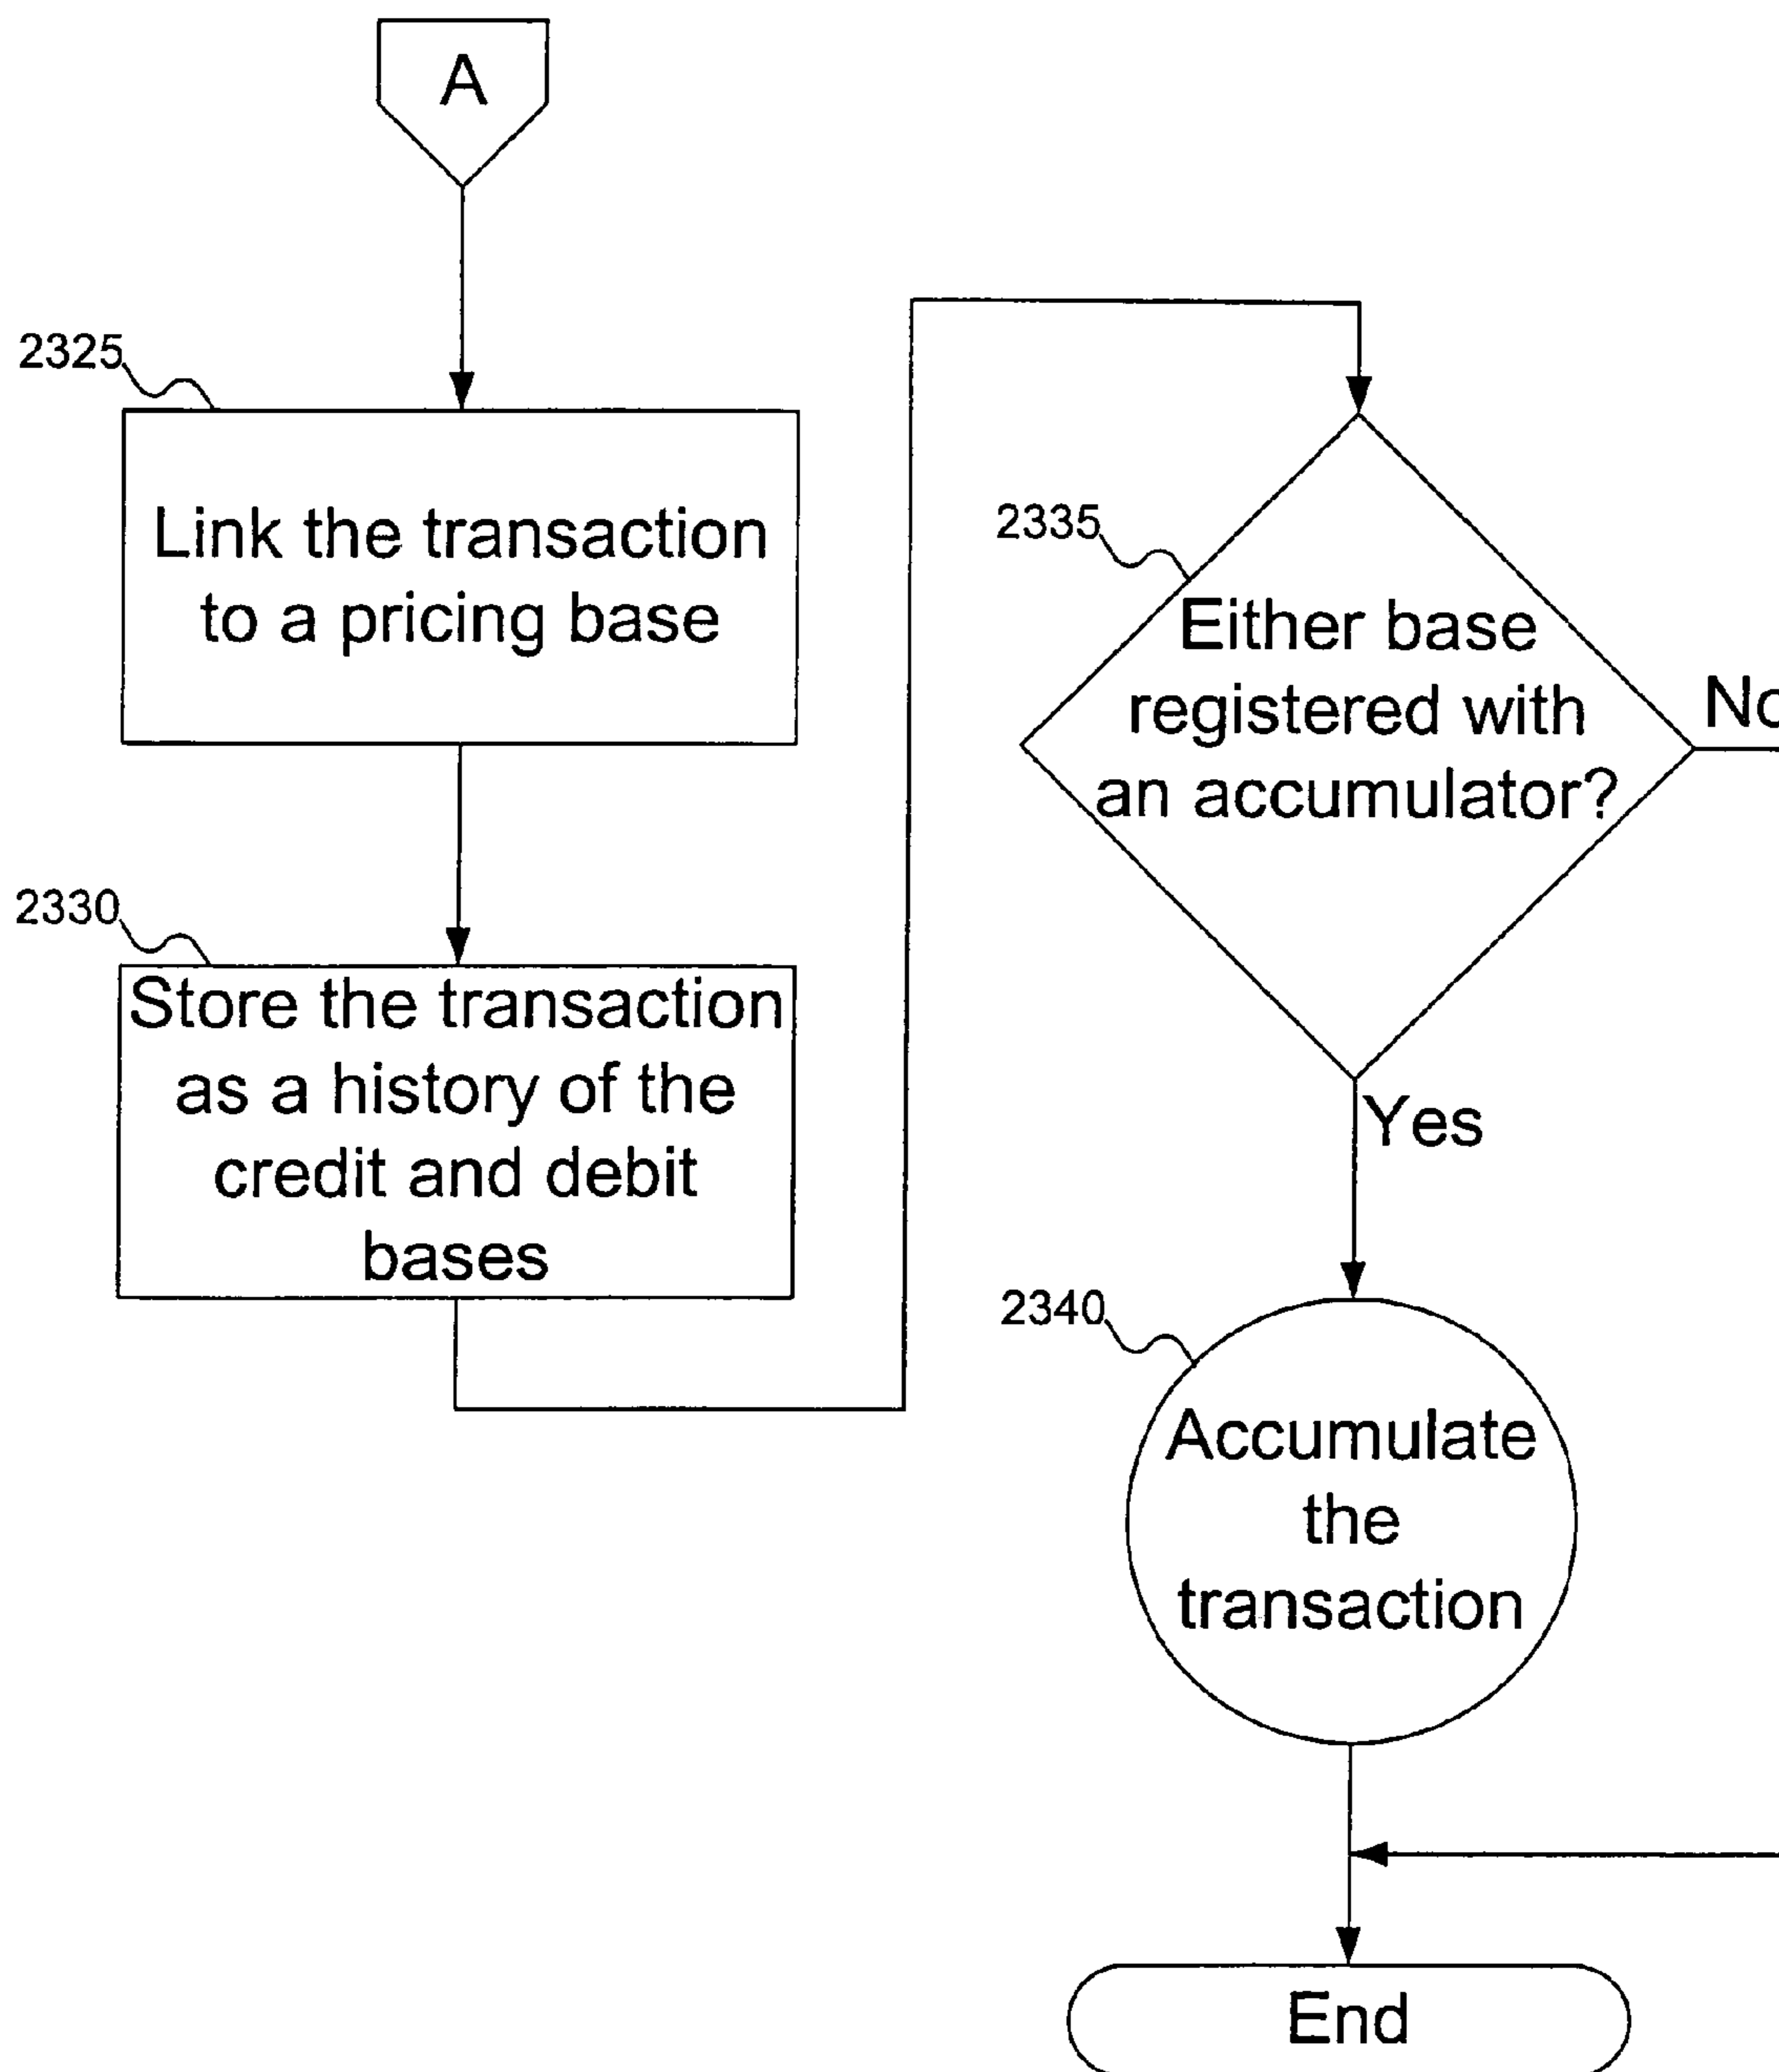 A
2325
Link the transaction
to a pricing base
2330
Store the transaction
as a history of the
credit and debit
bases
2335
Either base
registered with
an accumulator?
No
Yes
2340
Accumulate
the
transaction
End